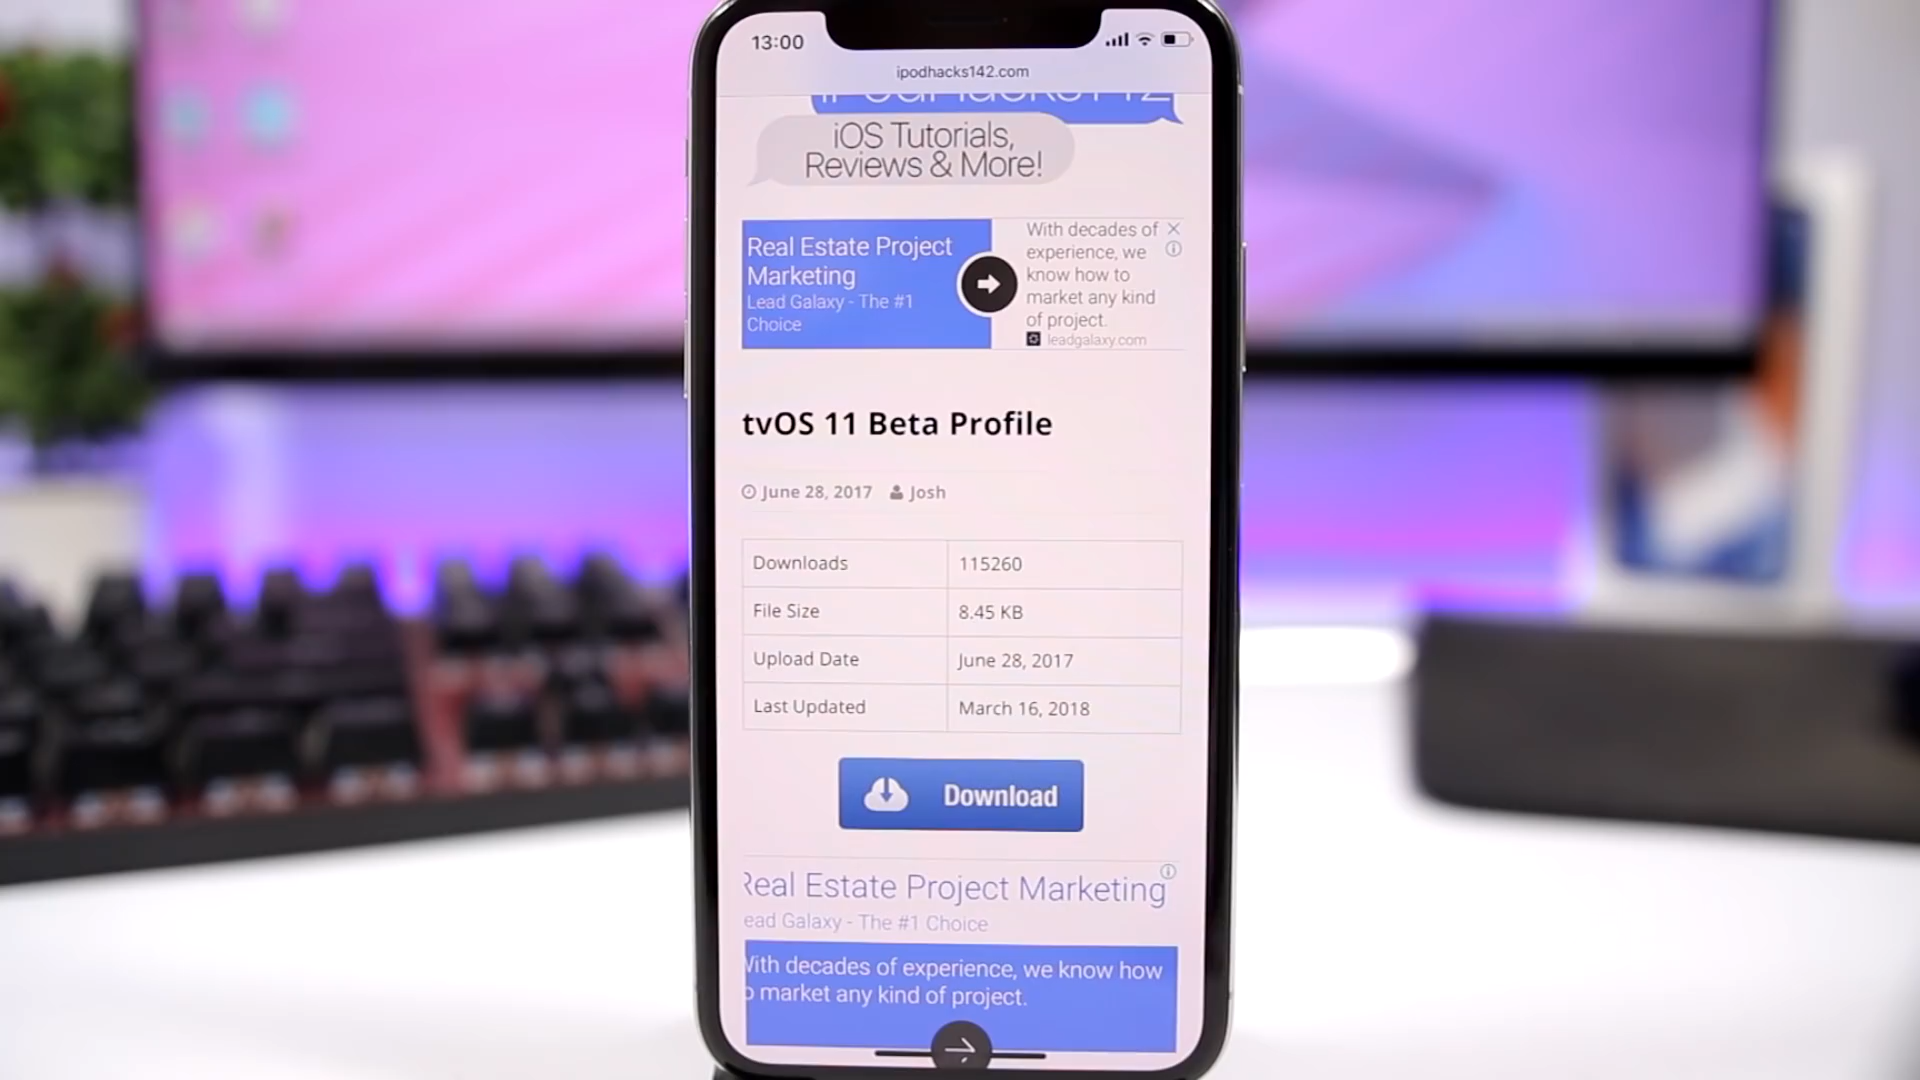 13:00
ipodhacks142.com
iPodHacks142
iOS Tutorials,
Reviews & More!
Real Estate Project
Marketing
Lead Galaxy - The #1
Choice
With decades of
experience, we
know how to
market any kind
of project.
leadgalaxy.com
tvOS 11 Beta Profile
June 28, 2017 Josh
Downloads 115260
File Size 8.45 KB
Upload Date June 28, 2017
Last Updated March 16, 2018
Download
Real Estate Project Marketing
ead Galaxy - The #1 Choice
With decades of experience, we know how
o market any kind of project.